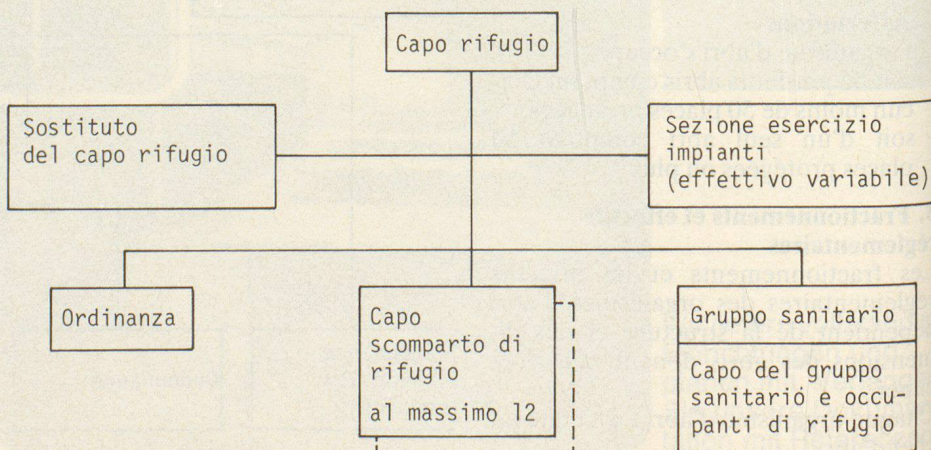 Capo rifugio
Sostituto
del capo rifugio
Sezione esercizio
impianti
(effettivo variabile)
Ordinanza
Capo
scomparto di
rifugio
al massimo 12
Gruppo sanitario
Capo del gruppo
sanitario e occu-
panti di rifugio